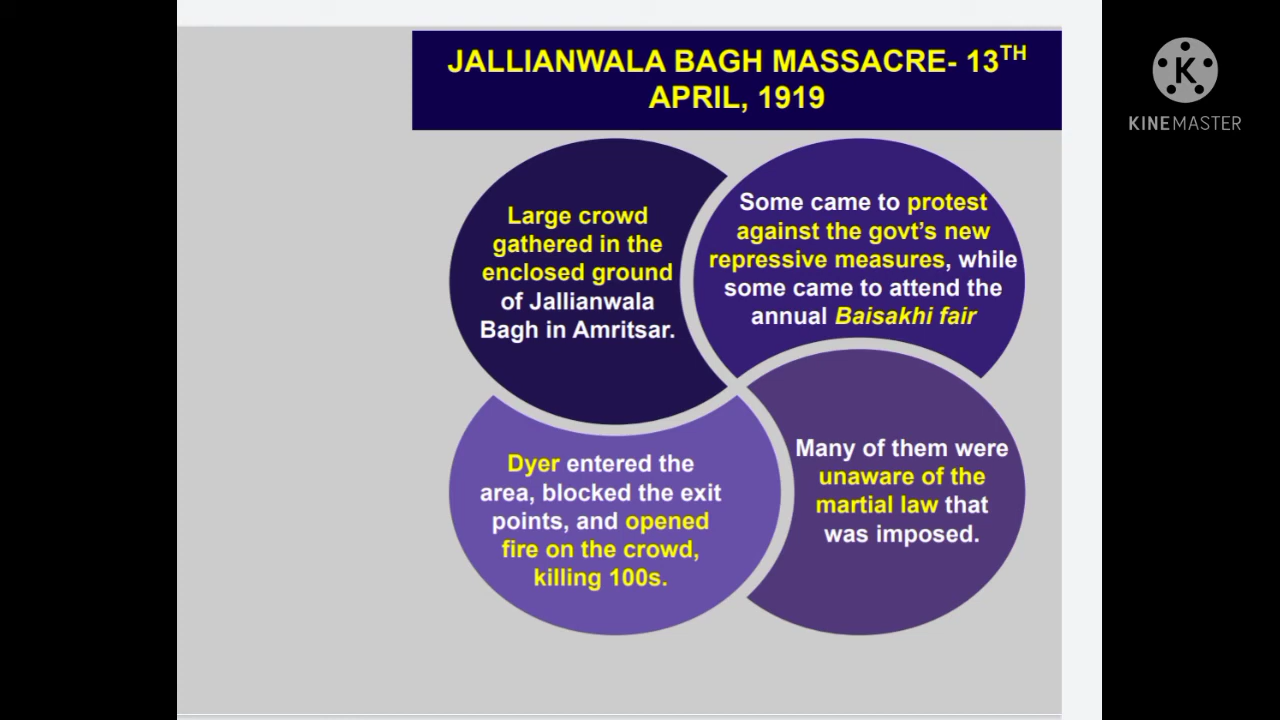 JALLIANWALA BAGH MASSACRE- 13TH
APRIL, 1919
Large crowd
gathered in the
enclosed ground
of Jallianwala
Bagh in Amritsar.
Some came to protest
against the govt's new
repressive measures, while
some came to attend the
annual Baisakhi fair
Many of them were
unaware of the
martial law that
was imposed.
Dyer entered the
area, blocked the exit
points, and opened
fire on the crowd,
killing 100s.
K
KINEMASTER